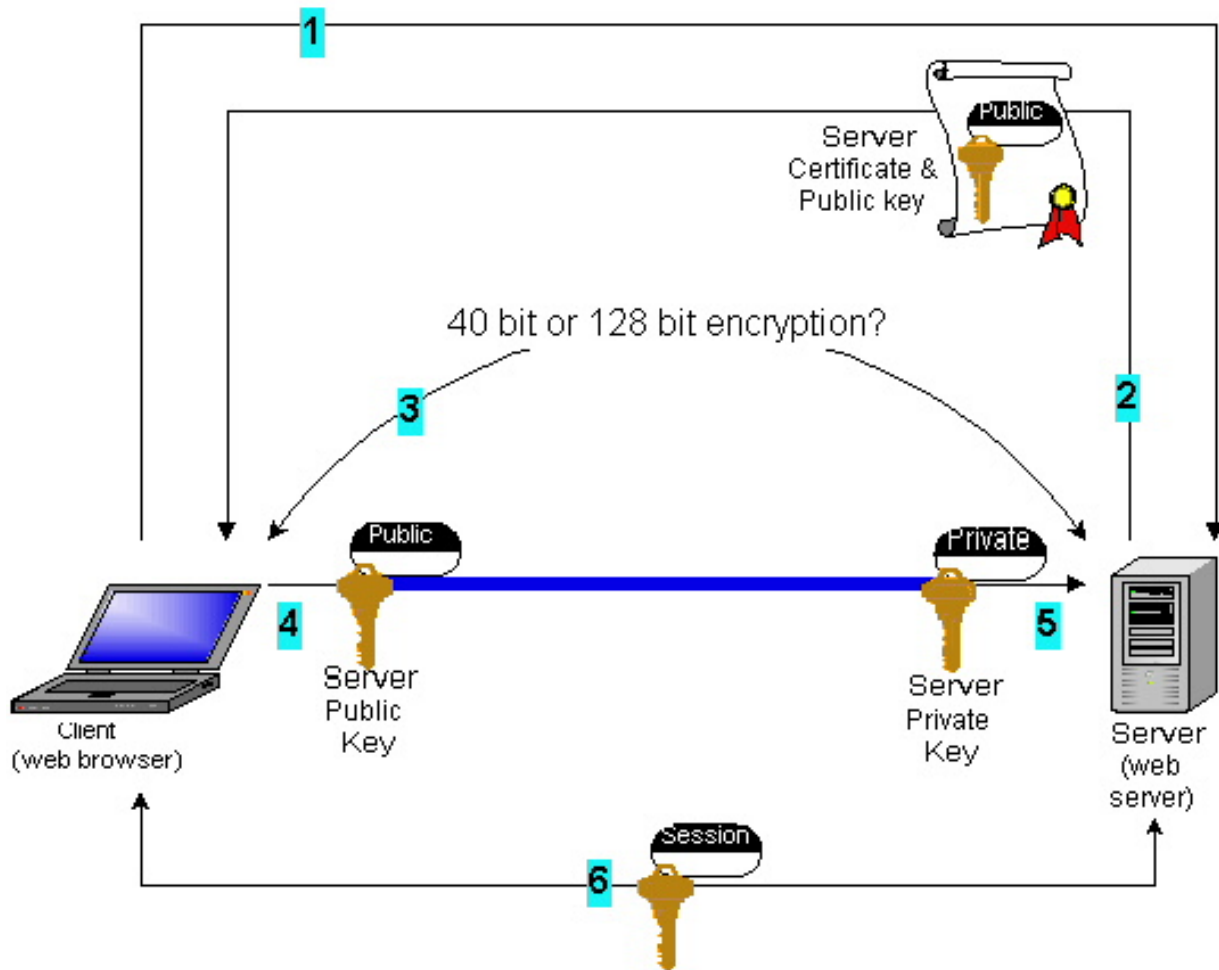 1
Public
Server
Certificate &
Public key
40 bit or 128 bit encryption?
3
2
Public
Private
4
5
Server
Public
Key
Server
Private
Key
Client
(web browser)
Server
(web
server)
Session
6